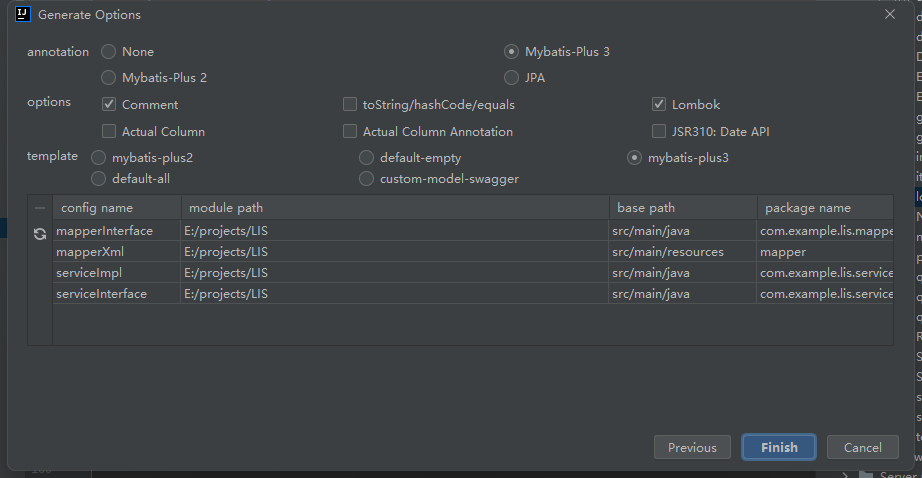 Generate Options
annotation None Mybatis-Plus 3
Mybatis-Plus 2 JPA
options Comment toString/hashCode/equals Lombok
Actual Column Actual Column Annotation JSR310: Date API
template mybatis-plus2 default-empty mybatis-plus3
default-all custom-model-swagger
config name module path base path package name
mapperInterface E:/projects/LIS src/main/java com.example.lis.mappe
mapperXml E:/projects/LIS src/main/resources mapper
serviceImpl E:/projects/LIS src/main/java com.example.lis.service
serviceInterface E:/projects/LIS src/main/java com.example.lis.service
Previous Finish Cancel
Server